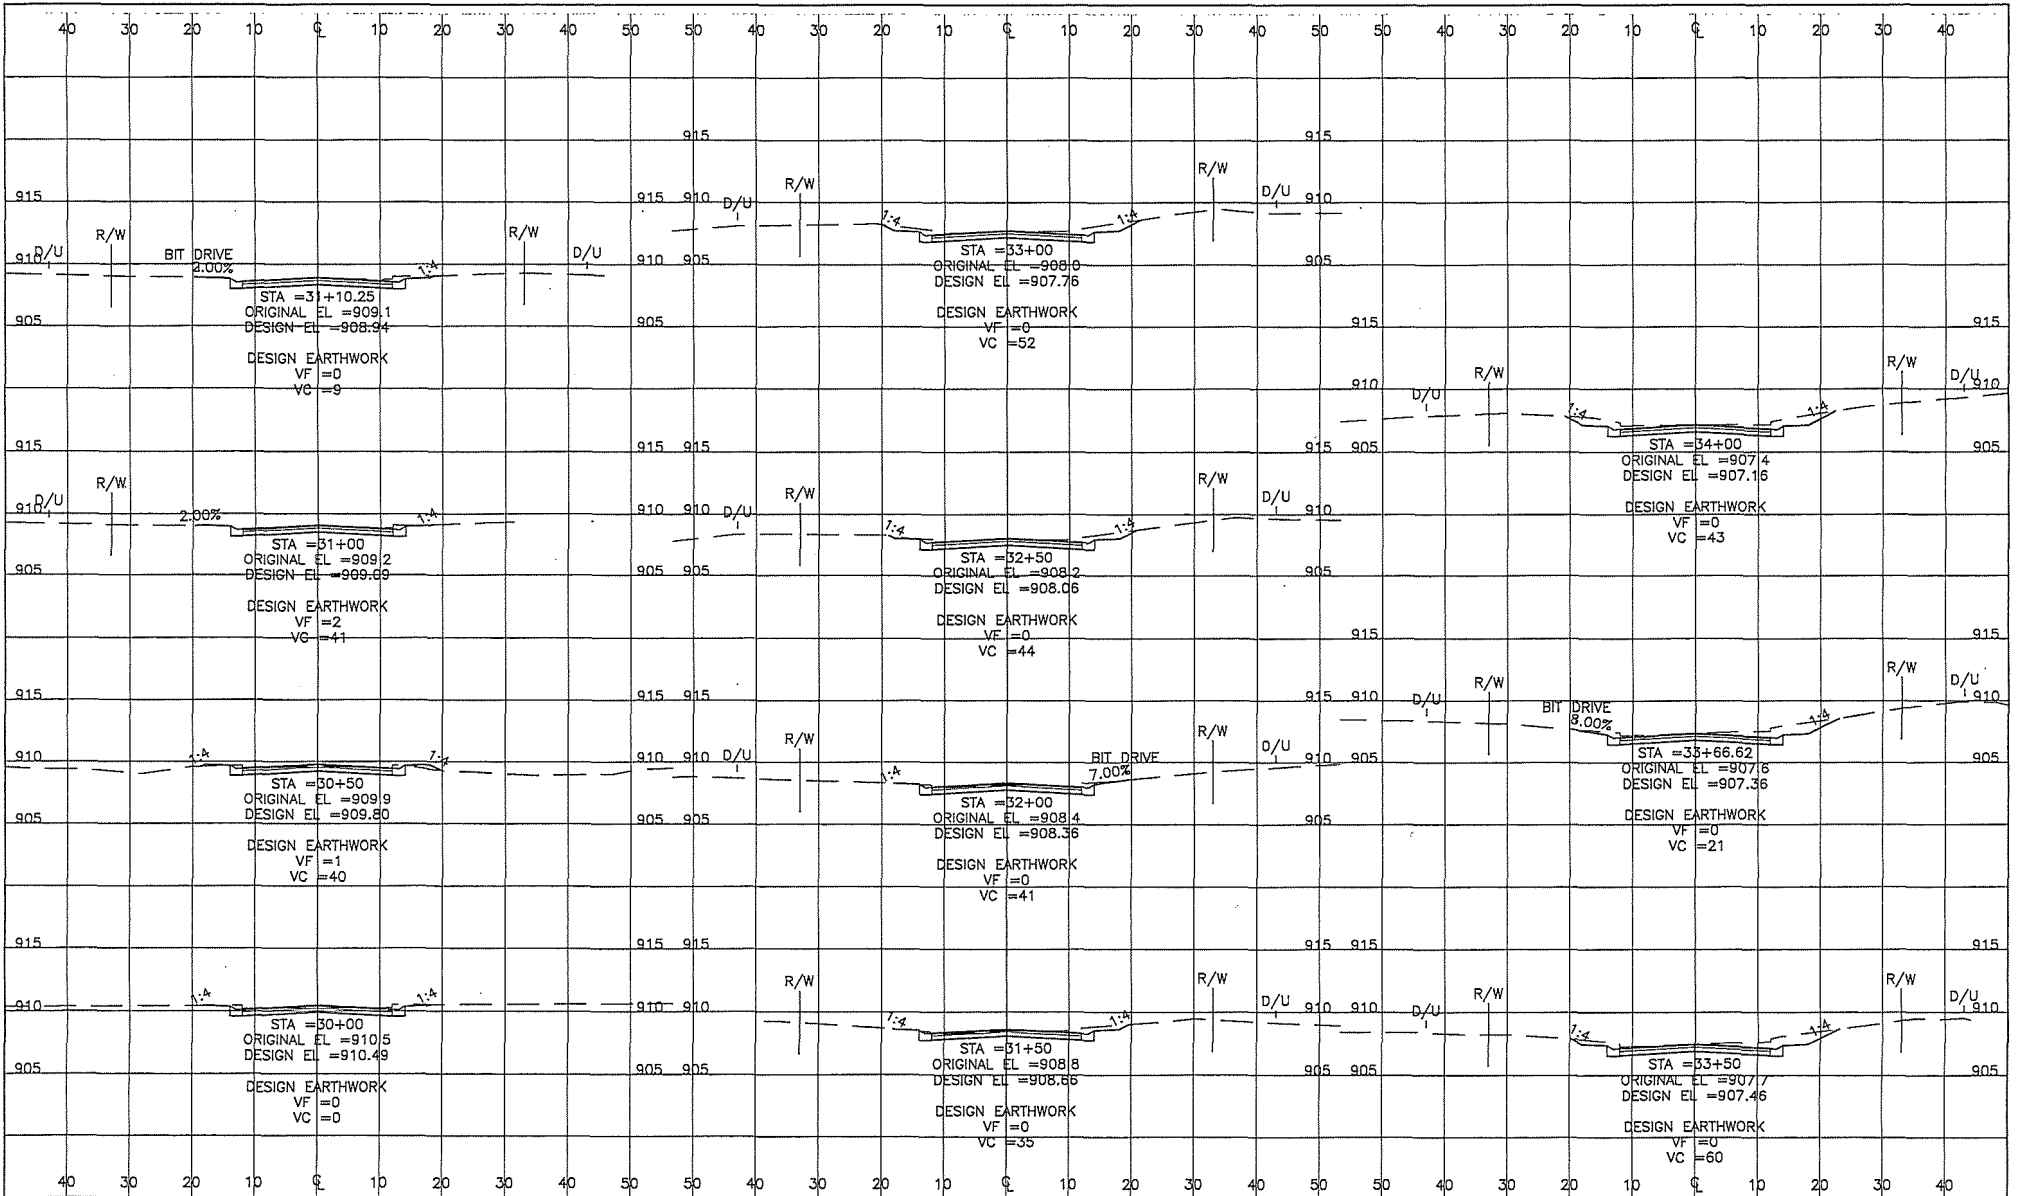 40 30 20 10 ℄ 10 20 30 40 50 50 40 30 20 10 ℄ 10 20 30 40 50 50 40 30 20 10 ℄ 10 20 30 40
915 915
R/W R/W
915 915 910 D/U D/U 910
1:4 1:4
STA =33+00
ORIGINAL EL =908.0
DESIGN EL =907.76
DESIGN EARTHWORK
VF =0
VC =52
R/W R/W
910 D/U BIT DRIVE D/U 910 905 905
2.00% 1:4
STA =31+10.25
ORIGINAL EL =909.1
DESIGN EL =908.94
905 905 915 915
DESIGN EARTHWORK
VF =0
VC =9
R/W R/W
910 D/U D/U 910
1:4 1:4
915 915 915 915 905 905
STA =34+00
ORIGINAL EL =907.4
DESIGN EL =907.16
DESIGN EARTHWORK
VF =0
VC =43
R/W R/W R/W
910 D/U 910 910 D/U D/U 910
2.00% 1:4
STA =31+00
ORIGINAL EL =909.2
DESIGN EL =909.09
DESIGN EARTHWORK
VF =2
VC =41
1:4 1:4
STA =32+50
ORIGINAL EL =908.2
DESIGN EL =908.06
DESIGN EARTHWORK
VF =0
VC =44
905 905 905 905
915 915
R/W R/W
915 915 915 915 910 D/U D/U 910
BIT DRIVE
8.00% 1:4
STA =33+66.62
ORIGINAL EL =907.6
DESIGN EL =907.36
DESIGN EARTHWORK
VF =0
VC =21
R/W R/W
910 910 910 D/U D/U 910 905 905
1:4 1:4
STA =30+50
ORIGINAL EL =909.9
DESIGN EL =909.80
DESIGN EARTHWORK
VF =1
VC =40
1:4 BIT DRIVE
7.00%
STA =32+00
ORIGINAL EL =908.4
DESIGN EL =908.36
DESIGN EARTHWORK
VF =0
VC =41
905 905 905 905
915 915 915 915 915 915
R/W R/W R/W R/W
910 910 910 D/U 910 910 D/U D/U 910
1:4 1:4
STA =30+00
ORIGINAL EL =910.5
DESIGN EL =910.49
DESIGN EARTHWORK
VF =0
VC =0
1:4 1:4
STA =31+50
ORIGINAL EL =908.8
DESIGN EL =908.66
DESIGN EARTHWORK
VF =0
VC =35
1:4 1:4
STA =33+50
ORIGINAL EL =907.7
DESIGN EL =907.46
DESIGN EARTHWORK
VF =0
VC =60
905 905 905 905 905 905
40 30 20 10 ℄ 10 20 30 40 50 50 40 30 20 10 ℄ 10 20 30 40 50 50 40 30 20 10 ℄ 10 20 30 40